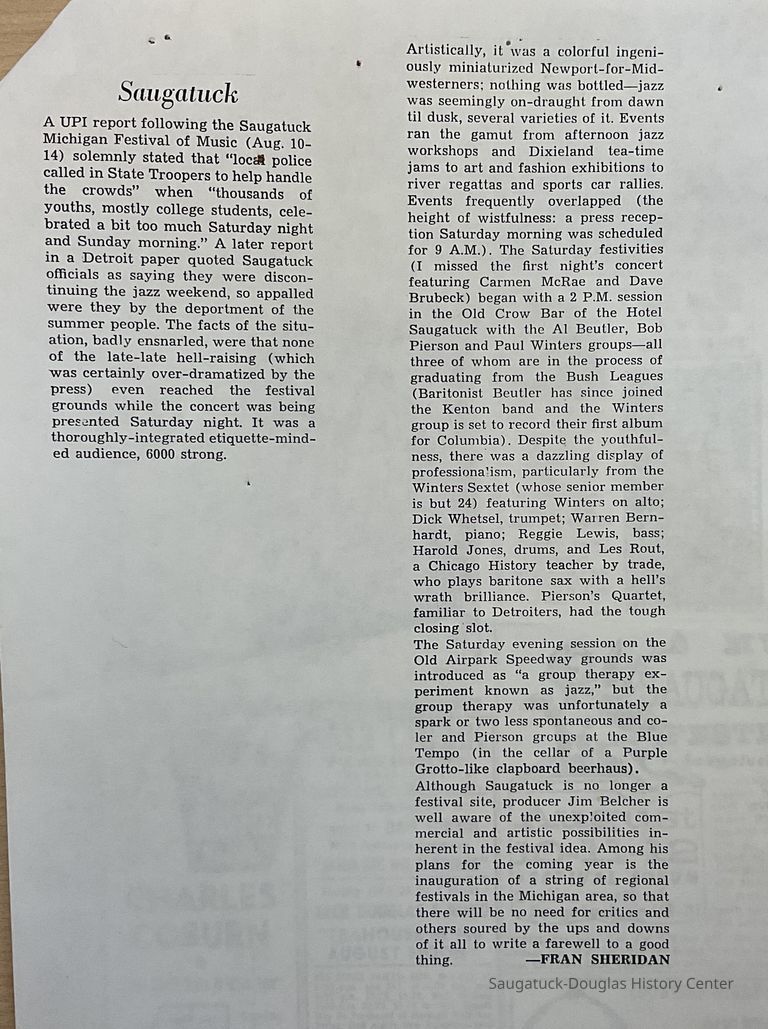 Saugatuck
A UPI report following the Saugatuck
Michigan Festival of Music (Aug. 10-
14) solemnly stated that “local police
called in State Troopers to help handle
the crowds” when “thousands of
youths, mostly college students, cele-
brated a bit too much Saturday night
and Sunday morning.” A later report
in a Detroit paper quoted Saugatuck
officials as saying they were discon-
tinuing the jazz weekend, so appalled
were they by the deportment of the
summer people. The facts of the situ-
ation, badly ensnarled, were that none
of the late-late hell-raising (which
was certainly over-dramatized by the
press) even reached the festival
grounds while the concert was being
presented Saturday night. It was a
thoroughly-integrated etiquette-mind-
ed audience, 6000 strong.
Artistically, it was a colorful ingeni-
ously miniaturized Newport-for-Mid-
westerners; nothing was bottled—jazz
was seemingly on-draught from dawn
til dusk, several varieties of it. Events
ran the gamut from afternoon jazz
workshops and Dixieland tea-time
jams to art and fashion exhibitions to
river regattas and sports car rallies.
Events frequently overlapped (the
height of wistfulness: a press recep-
tion Saturday morning was scheduled
for 9 A.M.). The Saturday festivities
(I missed the first night’s concert
featuring Carmen McRae and Dave
Brubeck) began with a 2 P.M. session
in the Old Crow Bar of the Hotel
Saugatuck with the Al Beutler, Bob
Pierson and Paul Winters groups—all
three of whom are in the process of
graduating from the Bush Leagues
(Baritonist Beutler has since joined
the Kenton band and the Winters
group is set to record their first album
for Columbia). Despite the youthful-
ness, there was a dazzling display of
professionalism, particularly from the
Winters Sextet (whose senior member
is but 24) featuring Winters on alto;
Dick Whetsel, trumpet; Warren Bern-
hardt, piano; Reggie Lewis, bass;
Harold Jones, drums, and Les Rout,
a Chicago History teacher by trade,
who plays baritone sax with a hell’s
wrath brilliance. Pierson’s Quartet,
familiar to Detroiters, had the tough
closing slot.
The Saturday evening session on the
Old Airpark Speedway grounds was
introduced as “a group therapy ex-
periment known as jazz,” but the
group therapy was unfortunately a
spark or two less spontaneous and co-
ler and Pierson groups at the Blue
Tempo (in the cellar of a Purple
Grotto-like clapboard beerhaus).
Although Saugatuck is no longer a
festival site, producer Jim Belcher is
well aware of the unexploited com-
mercial and artistic possibilities in-
herent in the festival idea. Among his
plans for the coming year is the
inauguration of a string of regional
festivals in the Michigan area, so that
there will be no need for critics and
others soured by the ups and downs
of it all to write a farewell to a good
thing. —FRAN SHERIDAN
Saugatuck-Douglas History Center